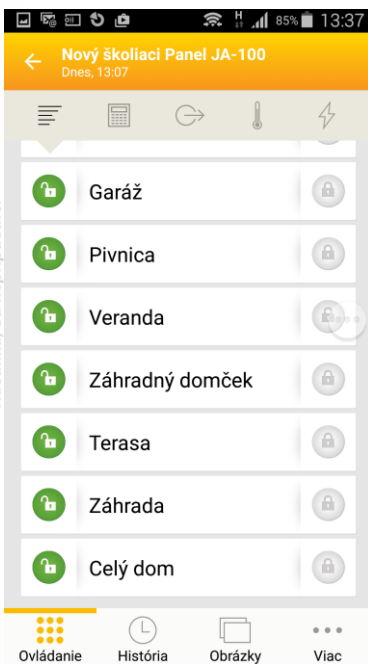 H
85%
13:37
Nový školiaci Panel JA-100
Dnes, 13:07
Garáž
Pivnica
Veranda
Záhradný domček
Terasa
Záhrada
Celý dom
Ovládanie
História
Obrázky
Viac